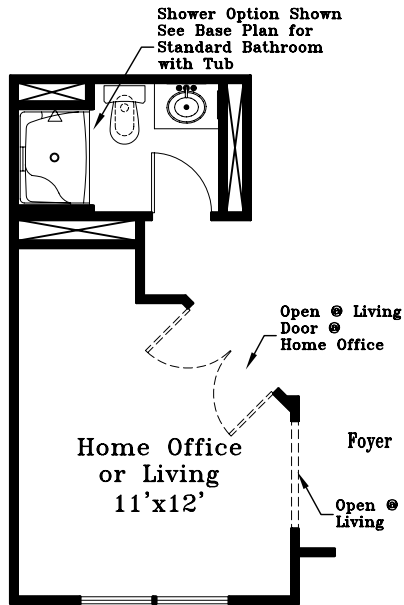 Shower Option Shown
See Base Plan for
Standard Bathroom
with Tub
Open @ Living
Door @
Home Office
Home Office
or Living
11'x12'
Foyer
Open @
Living